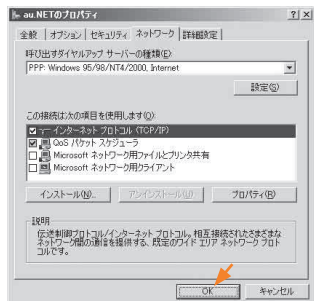 au.NETのプロパティ
全般 オプション セキュリティ ネットワーク 詳細設定
呼び出すダイヤルアップ サーバーの種類(E):
PPP: Windows 95/98/NT4/2000, Internet
設定(S)
この接続は次の項目を使用します(O):
インターネット プロトコル (TCP/IP)
QoS パケット スケジューラ
Microsoft ネットワーク用ファイルとプリンタ共有
Microsoft ネットワーク用クライアント
インストール(N)... アンインストール(U) プロパティ(R)
説明
伝送制御プロトコル/インターネット プロトコル。相互接続されたさまざまな
ネットワーク間の通信を提供する、既定のワイド エリア ネットワーク プロト
コルです。
OK キャンセル